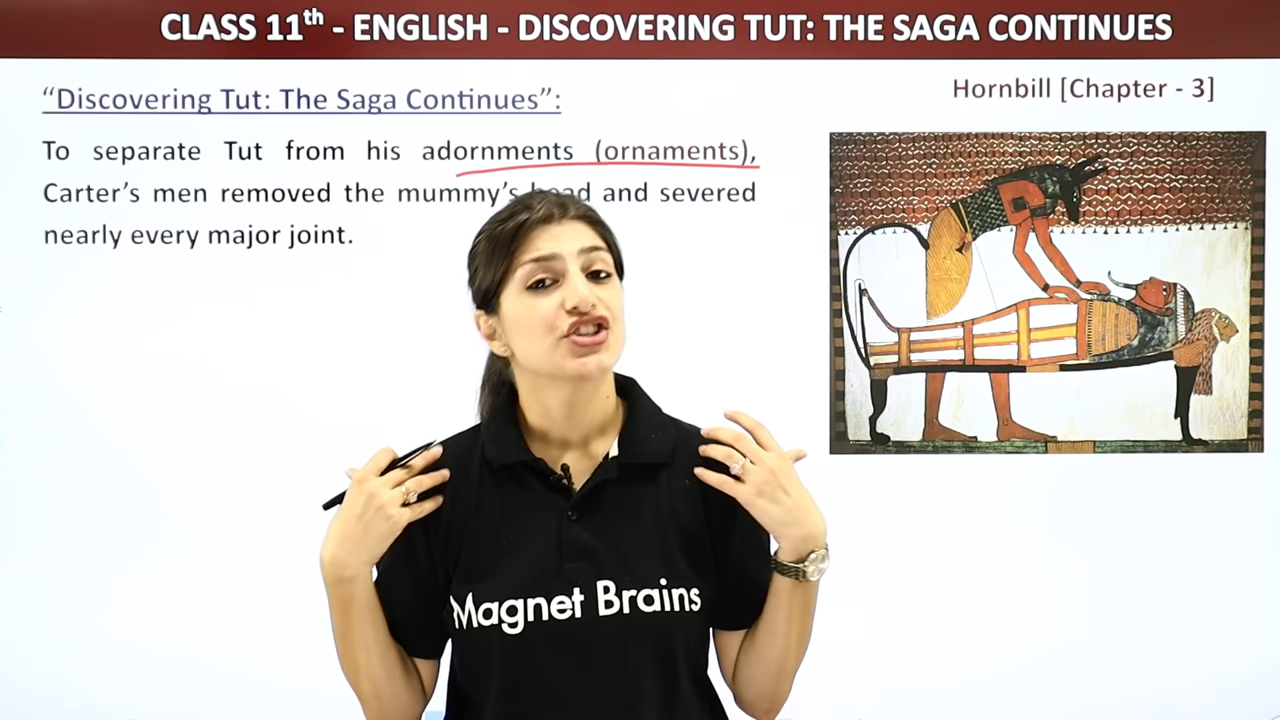 CLASS 11th - ENGLISH - DISCOVERING TUT: THE SAGA CONTINUES
“Discovering Tut: The Saga Continues”:
Hornbill [Chapter - 3]
To separate Tut from his adornments (ornaments),
Carter’s men removed the mummy’s head and severed
nearly every major joint.
Magnet Brains